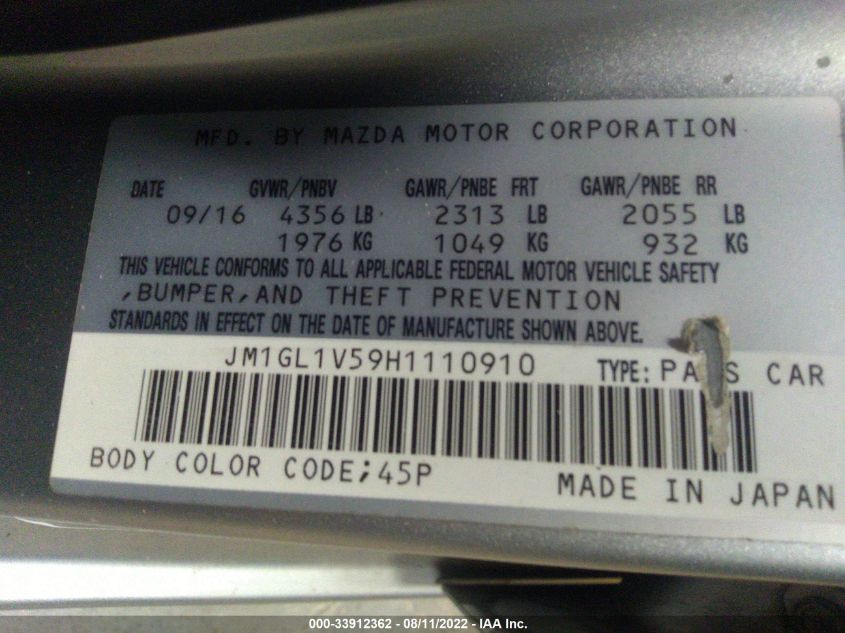 MFD. BY MAZDA MOTOR CORPORATION
DATE GVWR/PNBV GAWR/PNBE FRT GAWR/PNBE RR
09/16 4356 LB 2313 LB 2055 LB
1976 KG 1049 KG 932 KG
THIS VEHICLE CONFORMS TO ALL APPLICABLE FEDERAL MOTOR VEHICLE SAFETY
,BUMPER,AND THEFT PREVENTION
STANDARDS IN EFFECT ON THE DATE OF MANUFACTURE SHOWN ABOVE.
JM1GL1V59H1110910 TYPE: PA S CAR
BODY COLOR CODE;45P MADE IN JAPAN
000-33912362 - 08/11/2022 - IAA Inc.